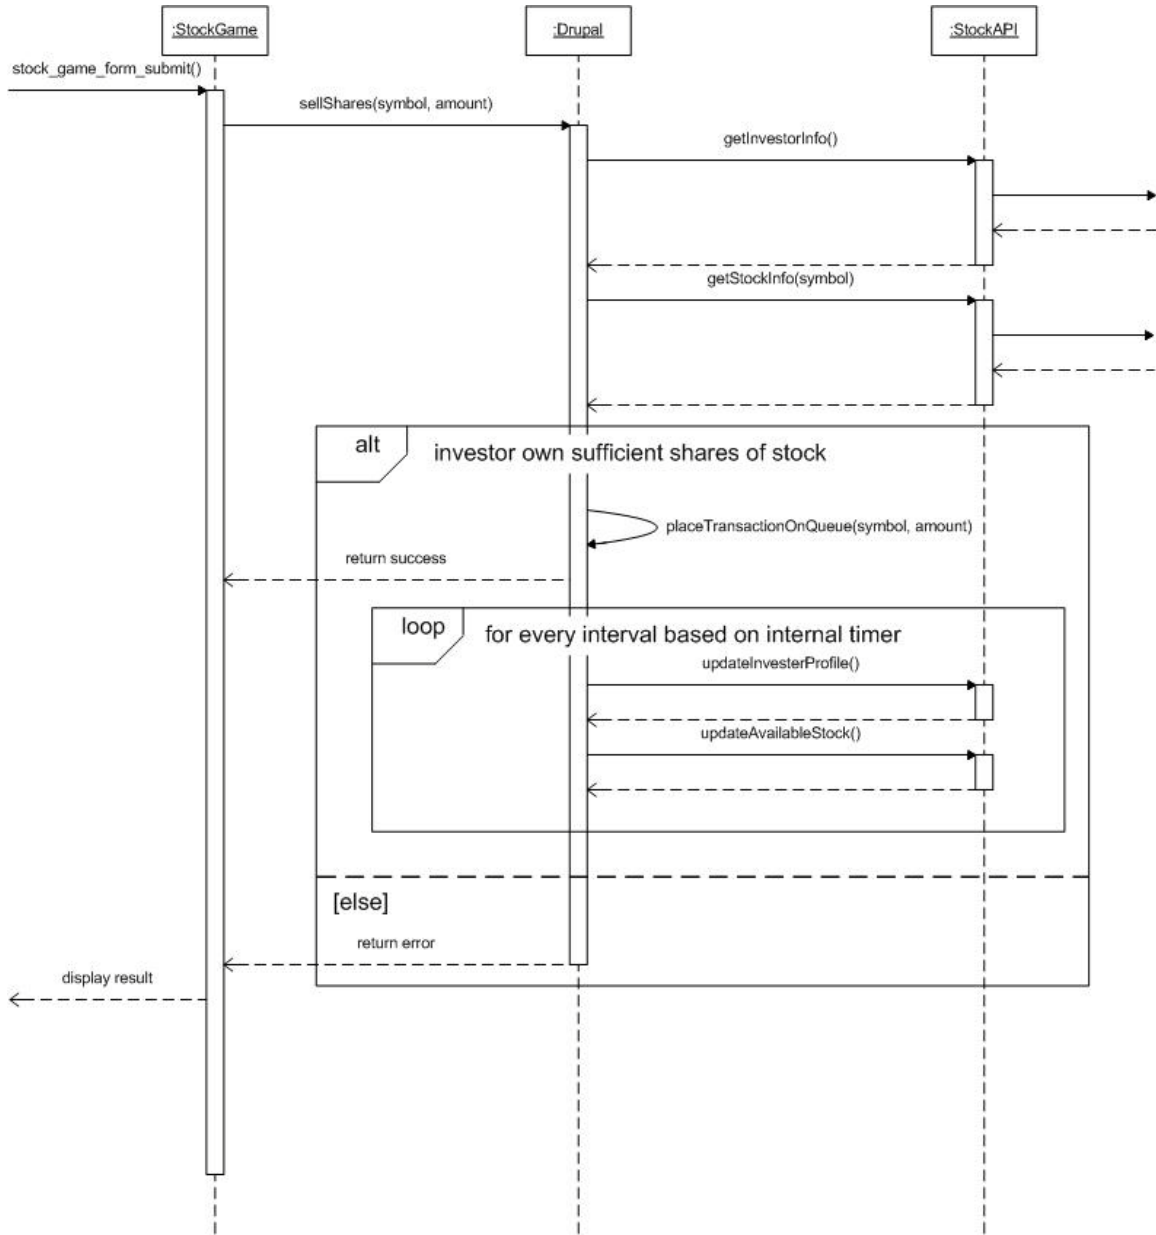 :StockGame
:Drupal
:StockAPI
stock_game_form_submit()
sellShares(symbol, amount)
getInvestorInfo()
getStockInfo(symbol)
alt
investor own sufficient shares of stock
placeTransactionOnQueue(symbol, amount)
return success
loop
for every interval based on internal timer
updateInvesterProfile()
updateAvailableStock()
[else]
return error
display result